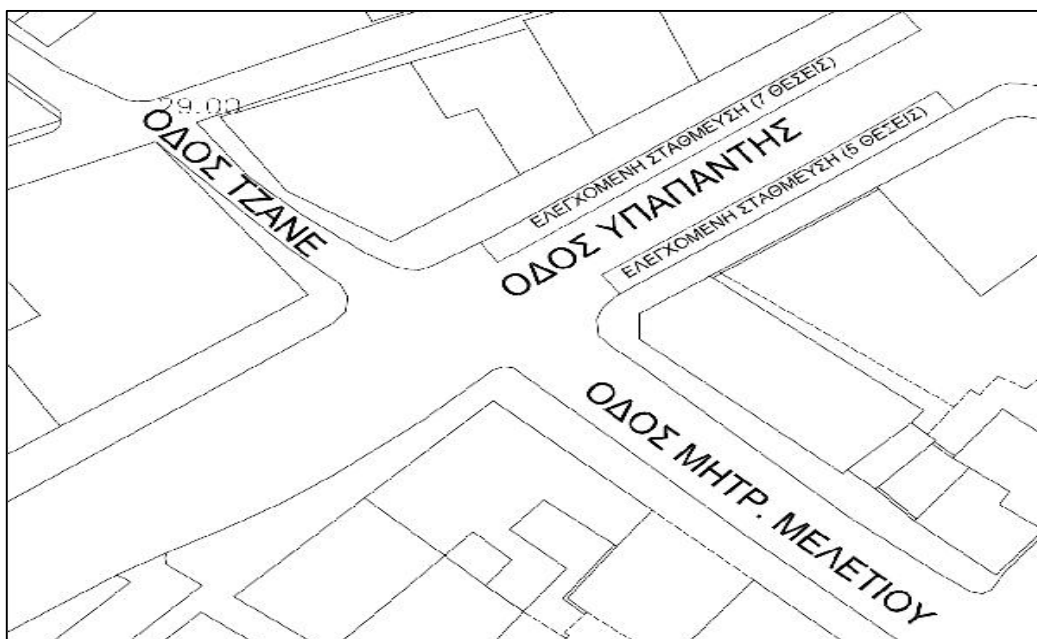 29.00
ΟΔΟΣ ΤΖΑΝΕ
ΕΛΕΓΧΟΜΕΝΗ ΣΤΑΘΜΕΥΣΗ (7 ΘΕΣΕΙΣ)
ΟΔΟΣ ΥΠΑΠΑΝΤΗΣ
ΕΛΕΓΧΟΜΕΝΗ ΣΤΑΘΜΕΥΣΗ (5 ΘΕΣΕΙΣ)
ΟΔΟΣ ΜΗΤΡ. ΜΕΛΕΤΙΟΥ